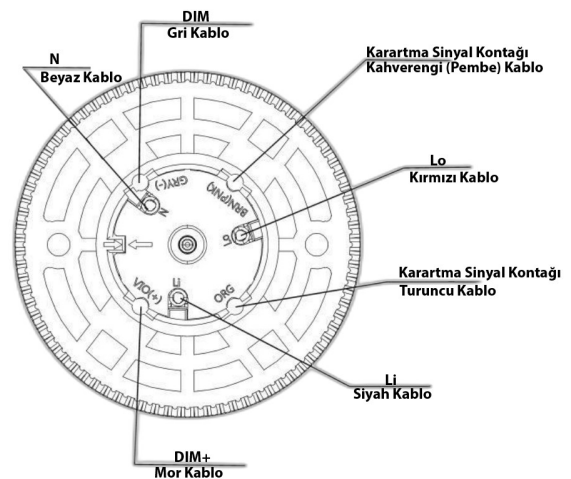 DIM
Gri Kablo
N
Beyaz Kablo
Karartma Sinyal Kontağı
Kahverengi (Pembe) Kablo
Lo
Kırmızı Kablo
Karartma Sinyal Kontağı
Turuncu Kablo
Li
Siyah Kablo
DIM+
Mor Kablo
GRY(-)
BRN(PNK)
N
Lo
VIO(+)
Li
ORG